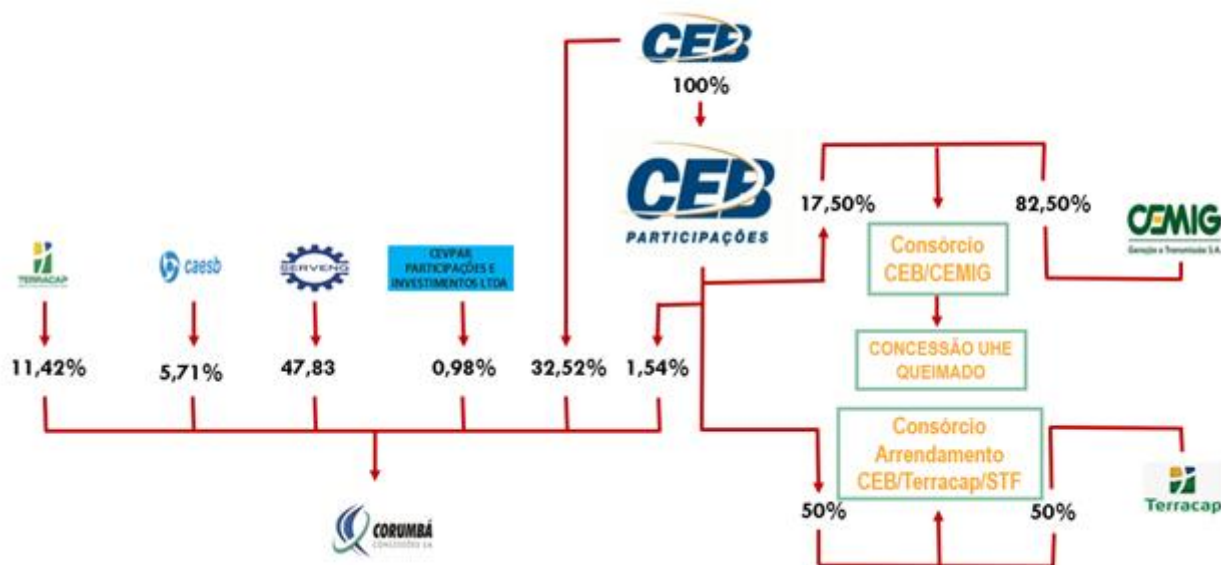 CEB
100%
CEB
PARTICIPAÇÕES
17,50%
82,50%
CEMIG
Geração e Transmissão S.A.
Consórcio
CEB/CEMIG
TERRACAP
caesb
SERVENG
CEVPAR
PARTICIPAÇÕES E
INVESTIMENTOS LTDA
11,42%
5,71%
47,83
0,98%
32,52%
1,54%
CONCESSÃO UHE
QUEIMADO
Consórcio
Arrendamento
CEB/Terracap/STF
50%
50%
Terracap
CORUMBÁ
CONCESSÕES S.A.